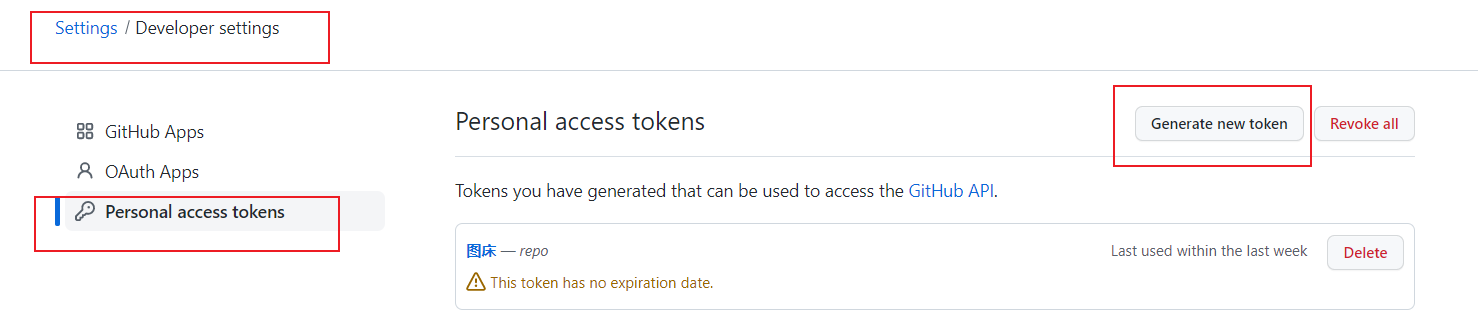 Settings / Developer settings
GitHub Apps
OAuth Apps
Personal access tokens
Personal access tokens
Generate new token
Revoke all
Tokens you have generated that can be used to access the GitHub API.
图床 — repo
Last used within the last week
Delete
This token has no expiration date.